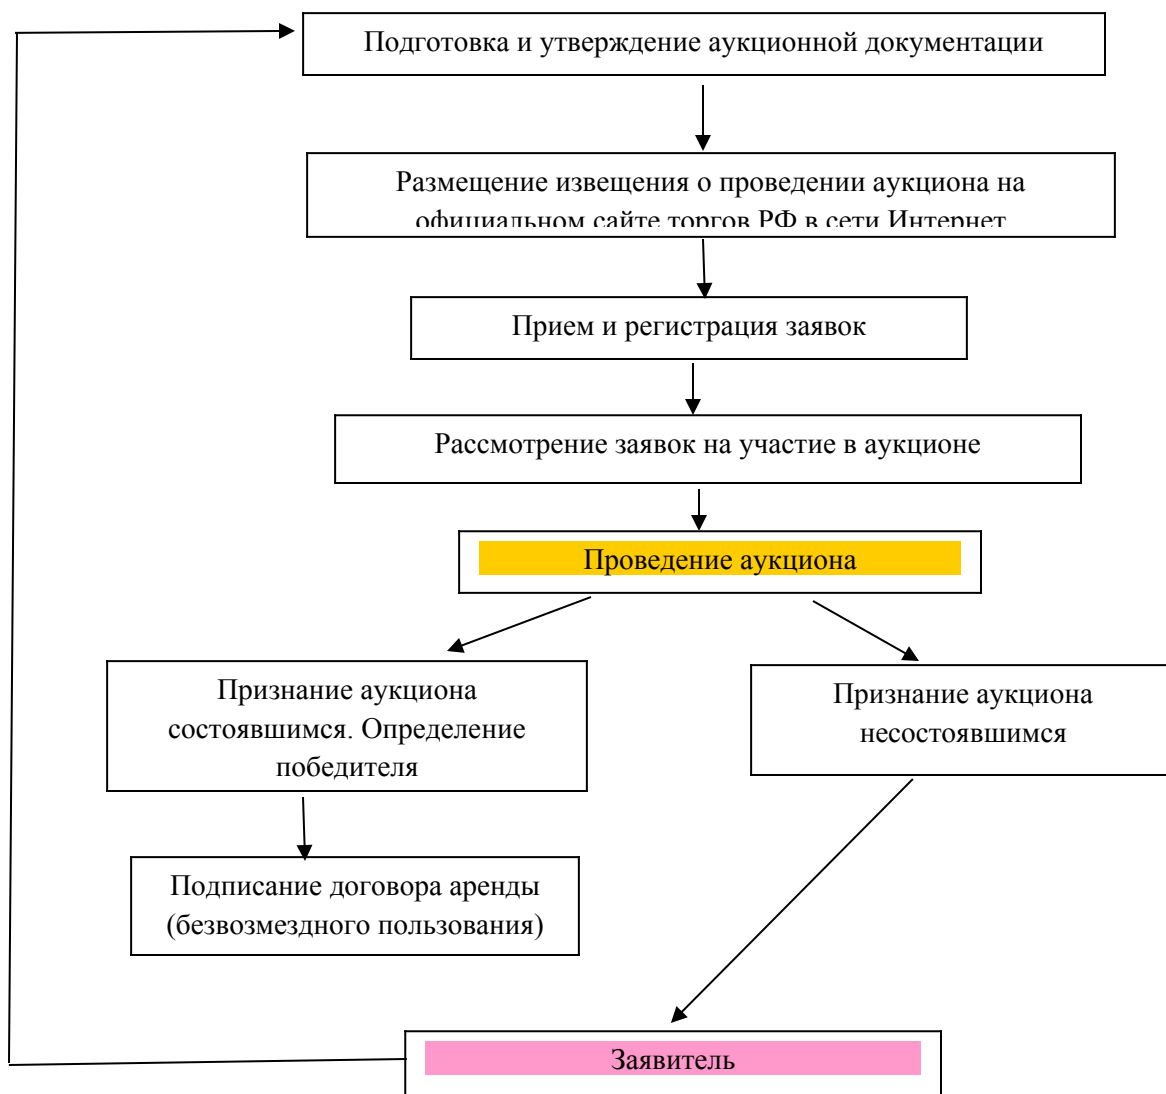 Подготовка и утверждение аукционной документации
Размещение извещения о проведении аукциона на
официальном сайте торгов РФ в сети Интернет
Прием и регистрация заявок
Рассмотрение заявок на участие в аукционе
Проведение аукциона
Признание аукциона
состоявшимся. Определение
победителя
Признание аукциона
несостоявшимся
Подписание договора аренды
(безвозмездного пользования)
Заявитель